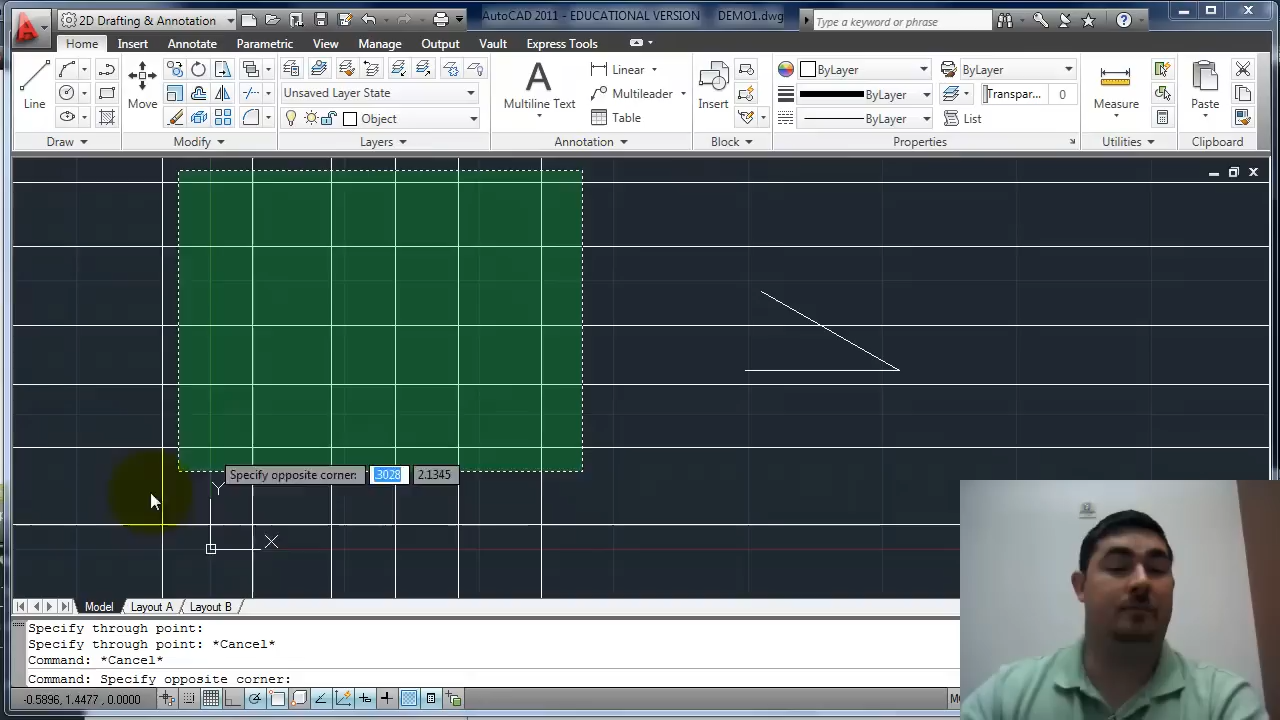 2D Drafting & Annotation
AutoCAD 2011 - EDUCATIONAL VERSION DEMO1.dwg
Type a keyword or phrase
Home Insert Annotate Parametric View Manage Output Vault Express Tools
Line
Move
Unsaved Layer State
Object
A
Multiline Text
Linear
Multileader
Table
Insert
ByLayer
ByLayer
ByLayer
ByLayer
Transpar... 0
List
Measure
Paste
Draw Modify Layers Annotation Block Properties Utilities Clipboard
Specify opposite corner: .3028 2.1345
Y
X
Model Layout A Layout B
Specify through point:
Specify through point: *Cancel*
Command: *Cancel*
Command: Specify opposite corner:
-0.5896, 1.4477, 0.0000